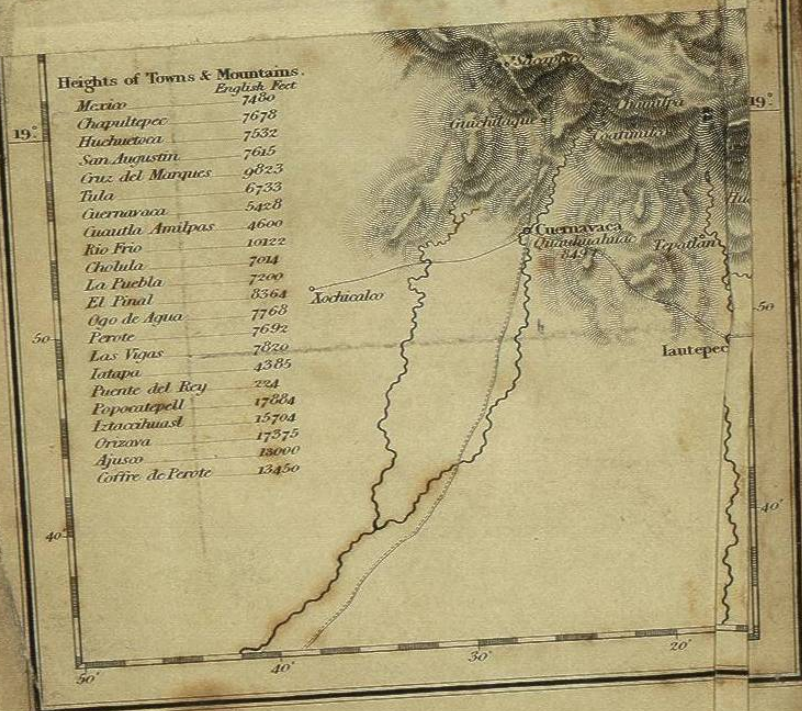 Heights of Towns & Mountains.
English Feet
Mexico 7480
Chapultepec 7678
Huehuetoca 7532
San Augustin 7615
Cruz del Marques 9823
Tula 6733
Cuernavaca 5428
Cuautla Amilpas 4600
Rio Frio 10122
Cholula 7014
La Puebla 7200
El Pinal 8364
Ogo de Agua 7768
Perote 7692
Las Vigas 7820
Iatapa 4385
Puente del Rey 224
Popocatepetl 17884
Iztaccihuatl 15704
Orizava 17375
Ajusco 13000
Coffre de Perote 13450
19°
19°
Guichilaque
Coatimila
Cuernavaca
Quauhnahuac
Tepatlan
Xochicalco
50
50
Iautepec
40'
40'
50'
40'
30'
20'